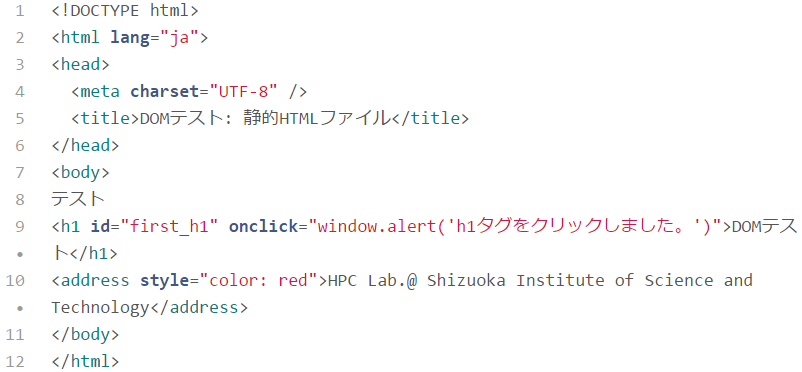 1 <!DOCTYPE html>
2 <html lang="ja">
3 <head>
4   <meta charset="UTF-8" />
5   <title>DOMテスト: 静的HTMLファイル</title>
6 </head>
7 <body>
8 テスト
9 <h1 id="first_h1" onclick="window.alert('h1タグをクリックしました。')">DOMテス
• ト</h1>
10 <address style="color: red">HPC Lab.@ Shizuoka Institute of Science and
• Technology</address>
11 </body>
12 </html>